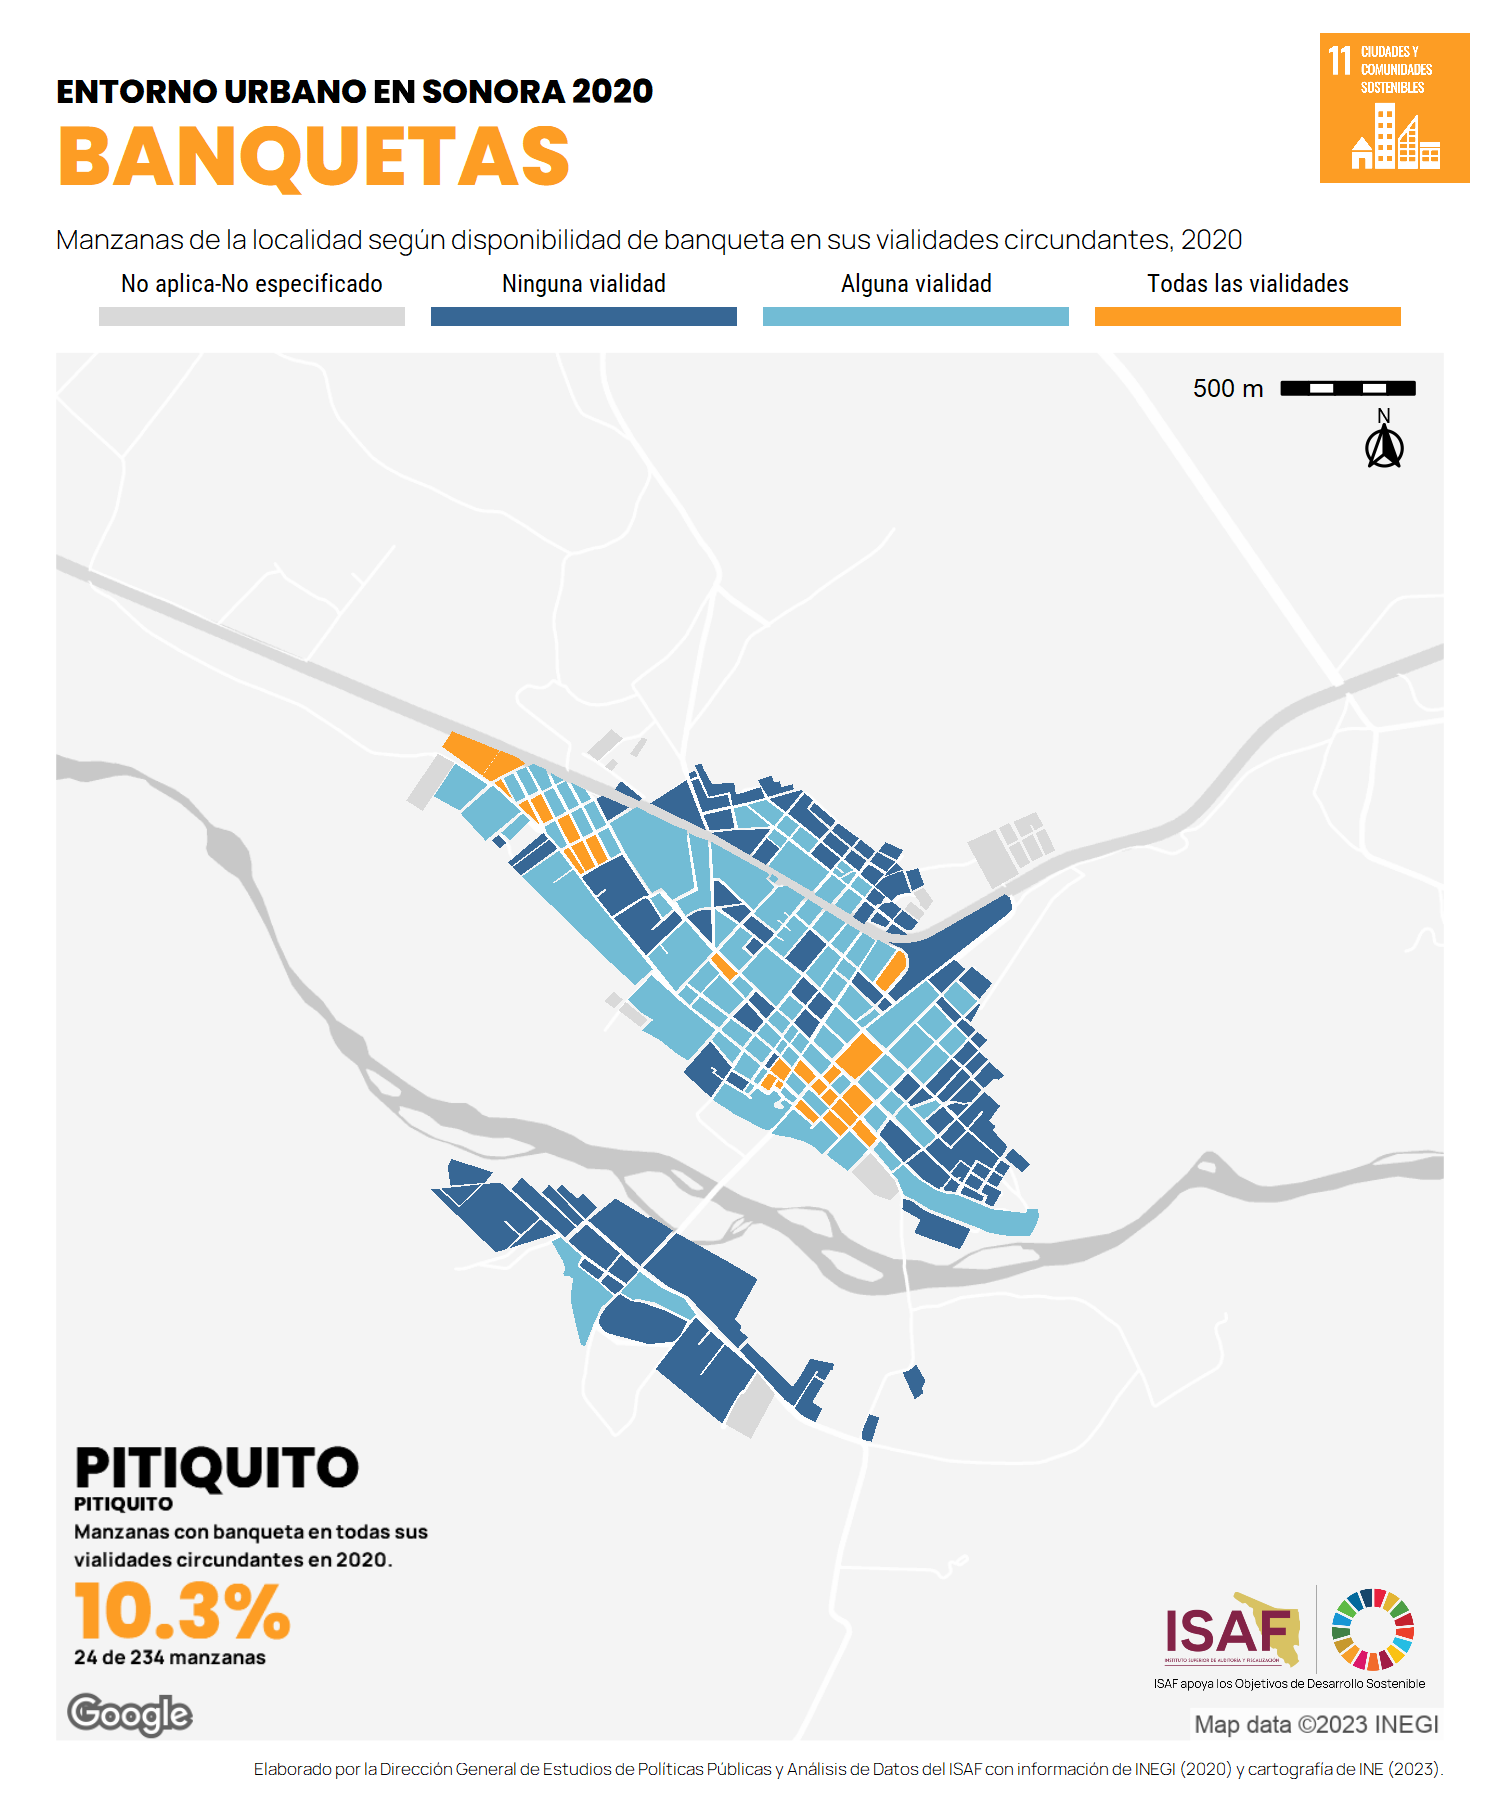 11 CIUDADES Y
COMUNIDADES
SOSTENIBLES
ENTORNO URBANO EN SONORA 2020
BANQUETAS
Manzanas de la localidad según disponibilidad de banqueta en sus vialidades circundantes, 2020
No aplica-No especificado
Ninguna vialidad
Alguna vialidad
Todas las vialidades
500 m
N
PITIQUITO
PITIQUITO
Manzanas con banqueta en todas sus
vialidades circundantes en 2020.
10.3%
24 de 234 manzanas
Google
ISAF
INSTITUTO SUPERIOR DE AUDITORÍA Y FISCALIZACIÓN
ISAF apoya los Objetivos de Desarrollo Sostenible
Map data ©2023 INEGI
Elaborado por la Dirección General de Estudios de Políticas Públicas y Análisis de Datos del ISAF con información de INEGI (2020) y cartografía de INE (2023).